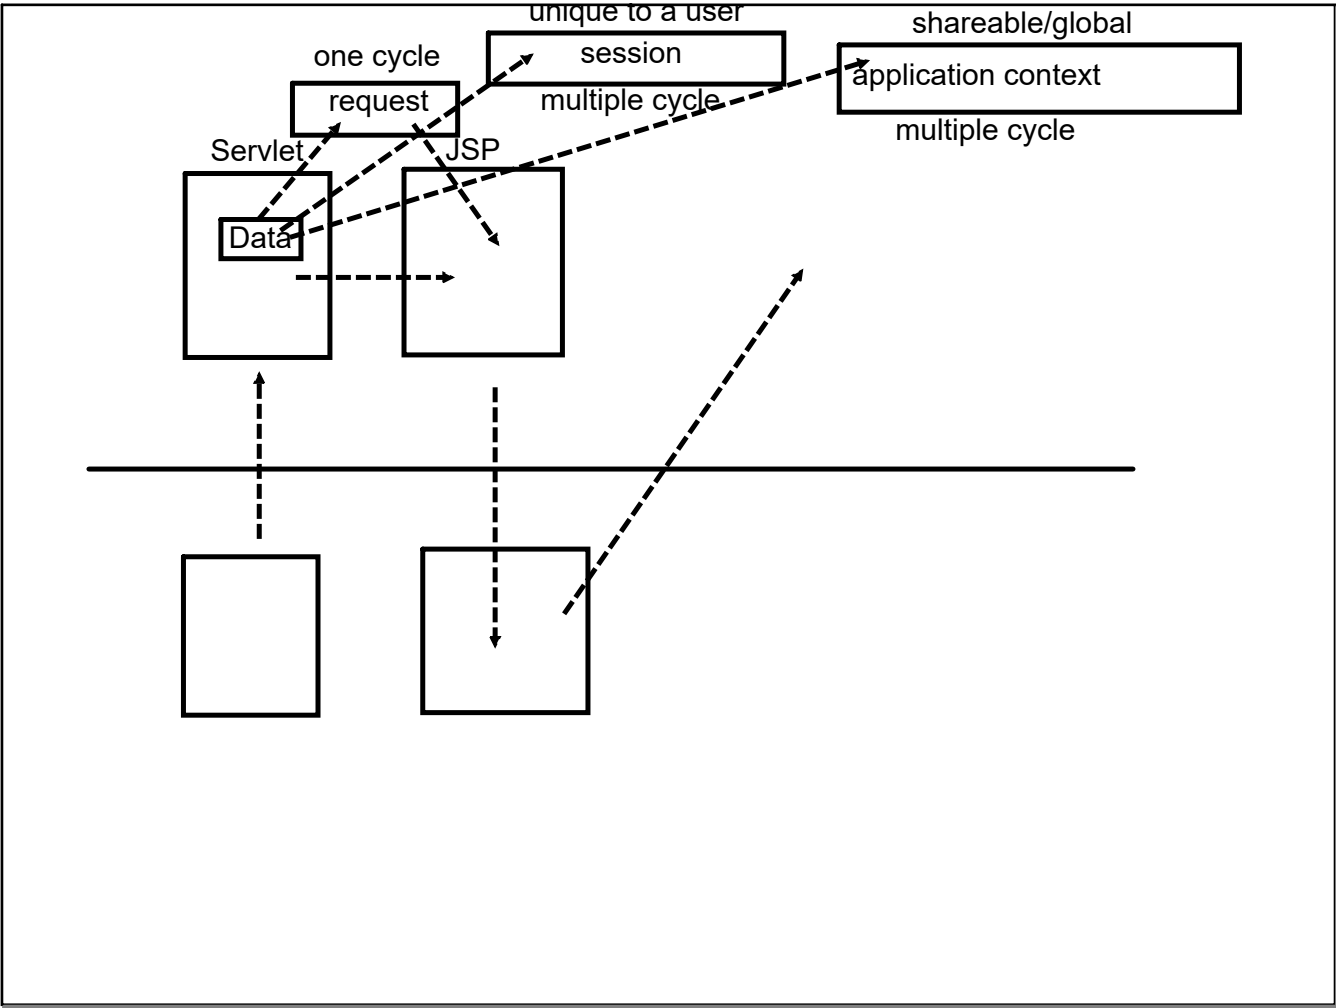 unique to a user
shareable/global
one cycle
session
application context
request
multiple cycle
multiple cycle
Servlet
JSP
Data